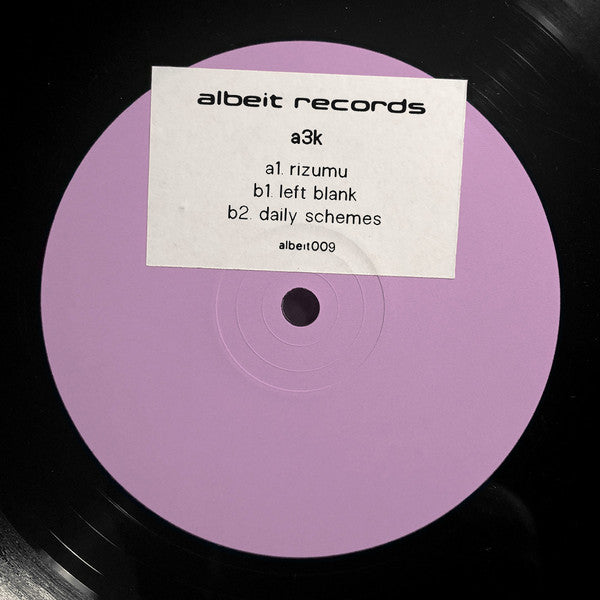 albeit records
a3k
a1. rizumu
b1. left blank
b2. daily schemes
albeit009